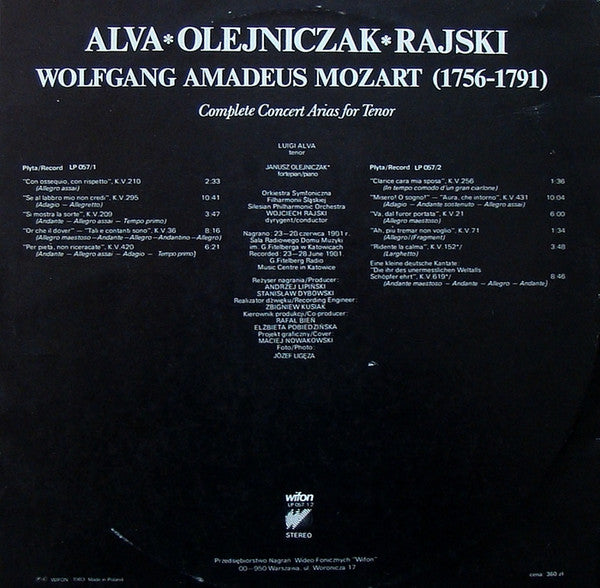 ALVA*OLEJNICZAK*RAJSKI
WOLFGANG AMADEUS MOZART (1756-1791)
Complete Concert Arias for Tenor
LUIGI ALVA
tenor
JANUSZ OLEJNICZAK*
fortepian/piano
Orkiestra Symfoniczna
Filharmonii Śląskiej
Silesian Philharmonic Orchestra
WOJCIECH RAJSKI
dyrygent/conductor
Nagrano: 23—28 czerwca 1981 r.
Sala Radiowego Domu Muzyki
im. G. Fitelberga w Katowicach
Recorded: 23—28 June 1981
G. Fitelberg Radio
Music Centre in Katowice
Reżyser nagrania/Producer:
ANDRZEJ LIPIŃSKI
STANISŁAW DYBOWSKI
Realizator dźwięku/Recording Engineer:
ZBIGNIEW KUSIAK
Kierownik produkcji/Co-producer:
RAFAŁ BIEŃ
ELŻBIETA POBIEDZIŃSKA
Projekt graficzny/Cover:
MACIEJ NOWAKOWSKI
Foto/Photo:
JÓZEF LIGĘZA
Płyta/Record LP 057/1
"Con ossequio, con rispetto", K.V.210 2:33
(Allegro assai)
"Se al labbro mio non credi", K.V.295 10:41
(Adagio — Allegretto)
"Si mostra la sorte", K.V.209 3:47
(Andante — Allegro assai — Tempo primo)
"Or che il dover" — "Tali e contanti sono", K.V 36 8:16
(Allegro maestoso—Andante—Allegro—Andantino—Allegro)
"Per pietà, non ricercate", K.V.420 6:21
(Andante — Allegro assai — Adagio — Tempo primo)
Płyta/Record LP 057/2
"Clarice cara mia sposa", K.V.256 1:36
(In tempo comodo d'un gran ciarlone)
"Misero! O sogno!" — "Aura, che intorno", K.V.431 10:04
(Adagio — Andante sostenuto — Allegro assai)
"Va, dal furor portata", K.V.21 6:00
(Allegro maestoso)
"Ah, più tremar non voglio", K.V.71 1:34
(Allegro/Fragment)
"Ridente la calma", K.V.152*/ 3:48
(Larghetto)
Eine kleine deutsche Kantate:
"Die ihr des unermesslichen Weltalls
Schöpfer ehrt", K.V.619*/ 8:46
(Andante maestoso — Andante — Allegro — Andante)
wifon
LP 057 1 2
STEREO
Przedsiębiorstwo Nagrań Wideo Fonicznych "Wifon"
00—950 Warszawa, ul. Woronicza 17
WIFON
Made in Poland
cena: 360 zł